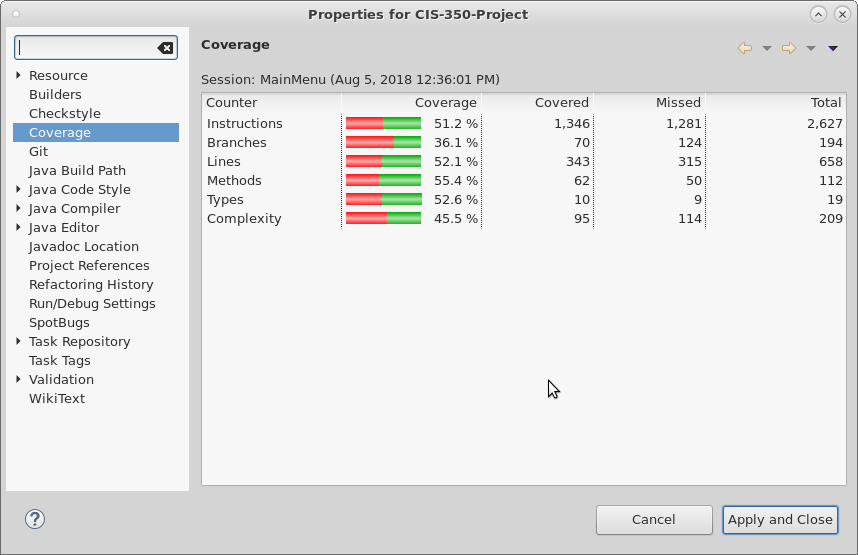 Properties for CIS-350-Project
Resource
Builders
Checkstyle
Coverage
Git
Java Build Path
Java Code Style
Java Compiler
Java Editor
Javadoc Location
Project References
Refactoring History
Run/Debug Settings
SpotBugs
Task Repository
Task Tags
Validation
WikiText
Coverage
Session: MainMenu (Aug 5, 2018 12:36:01 PM)
Counter Coverage Covered Missed Total
Instructions 51.2 % 1,346 1,281 2,627
Branches 36.1 % 70 124 194
Lines 52.1 % 343 315 658
Methods 55.4 % 62 50 112
Types 52.6 % 10 9 19
Complexity 45.5 % 95 114 209
?
Cancel
Apply and Close